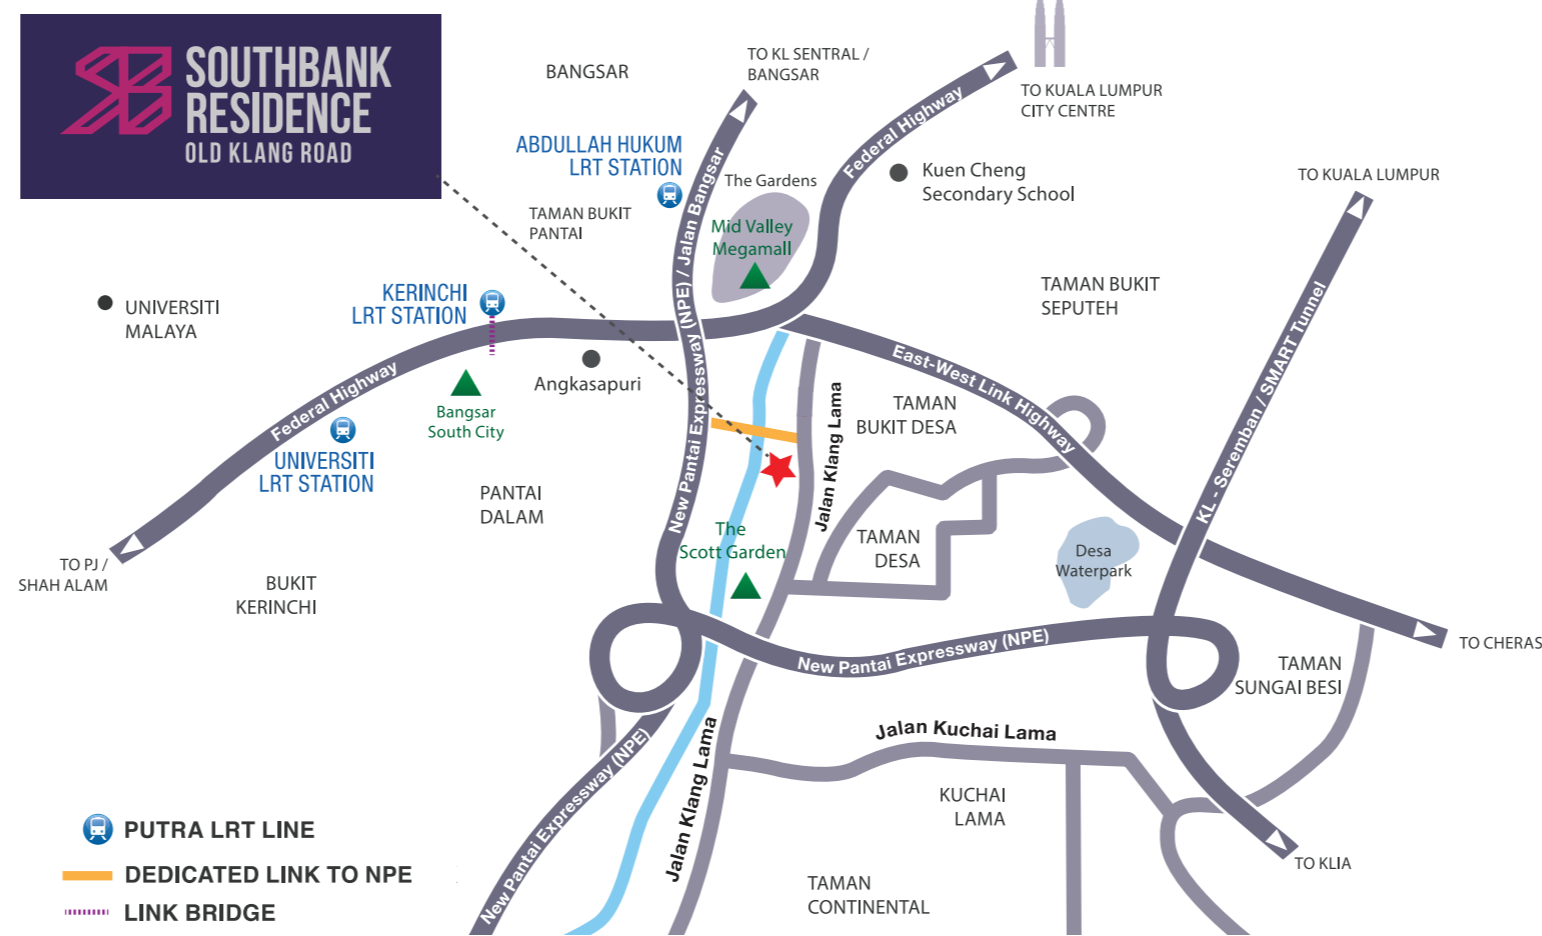 SOUTHBANK
RESIDENCE
OLD KLANG ROAD
BANGSAR
TO KL SENTRAL /
BANGSAR
TO KUALA LUMPUR
CITY CENTRE
ABDULLAH HUKUM
LRT STATION
New Pantai Expressway (NPE) / Jalan Bangsar
The Gardens
Mid Valley
Megamall
Federal Highway
Kuen Cheng
Secondary School
TO KUALA LUMPUR
TAMAN BUKIT
PANTAI
UNIVERSITI
MALAYA
KERINCHI
LRT STATION
Angkasapuri
TAMAN BUKIT
SEPUTEH
KL - Seremban / SMART Tunnel
East-West Link Highway
Federal Highway
Bangsar
South City
UNIVERSITI
LRT STATION
TAMAN
BUKIT DESA
Jalan Klang Lama
PANTAI
DALAM
New Pantai Expressway (NPE)
The
Scott Garden
TAMAN
DESA
Desa
Waterpark
TO PJ /
SHAH ALAM
BUKIT
KERINCHI
New Pantai Expressway (NPE)
TO CHERAS
TAMAN
SUNGAI BESI
Jalan Kuchai Lama
Jalan Klang Lama
KUCHAI
LAMA
TO KLIA
TAMAN
CONTINENTAL
PUTRA LRT LINE
DEDICATED LINK TO NPE
LINK BRIDGE